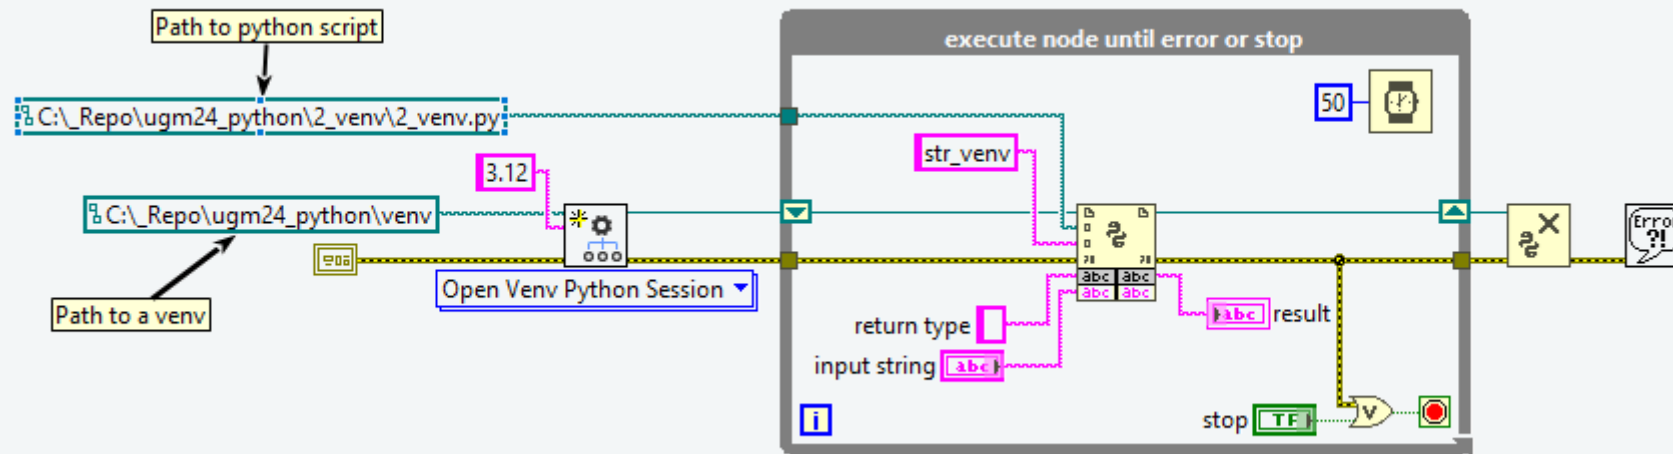 Path to python script
execute node until error or stop
C:\_Repo\ugm24_python\2_venv\2_venv.py
50
str_venv
3.12
C:\_Repo\ugm24_python\venv
Error
?!
Open Venv Python Session
abc abc
abc abc
Path to a venv
return type
abc
result
input string
abc
i
stop
TF
V